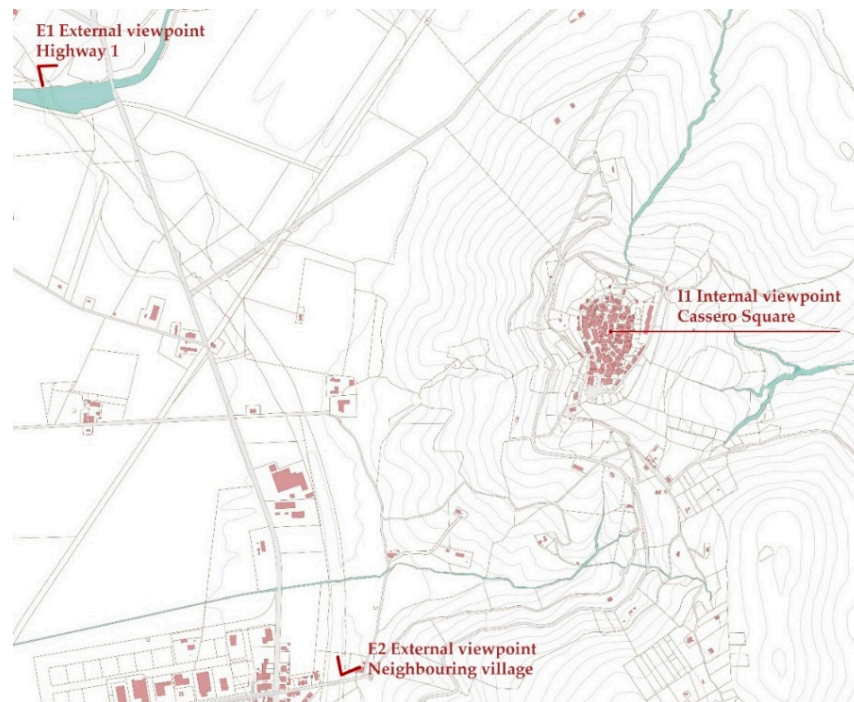 E1 External viewpoint
Highway 1
I1 Internal viewpoint
Cassero Square
E2 External viewpoint
Neighbouring village